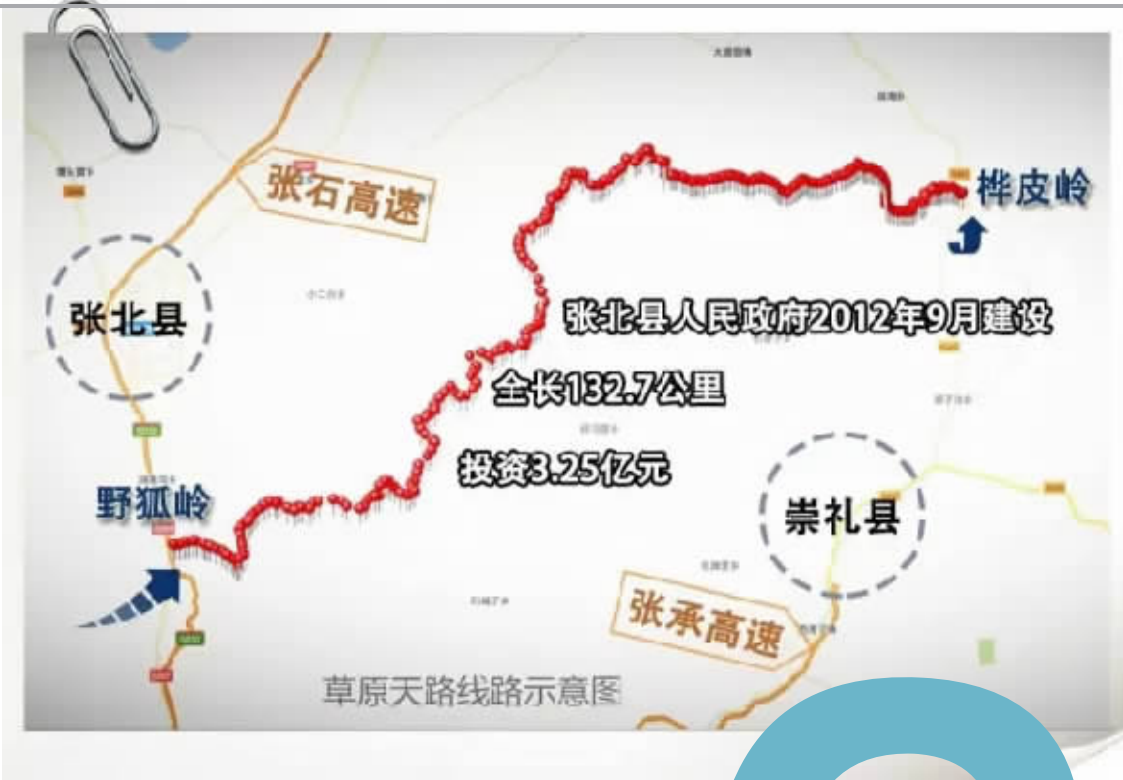 张石高速
桦皮岭
张北县
张北县人民政府2012年9月建设
全长132.7公里
投资3.25亿元
野狐岭
崇礼县
张承高速
草原天路线路示意图